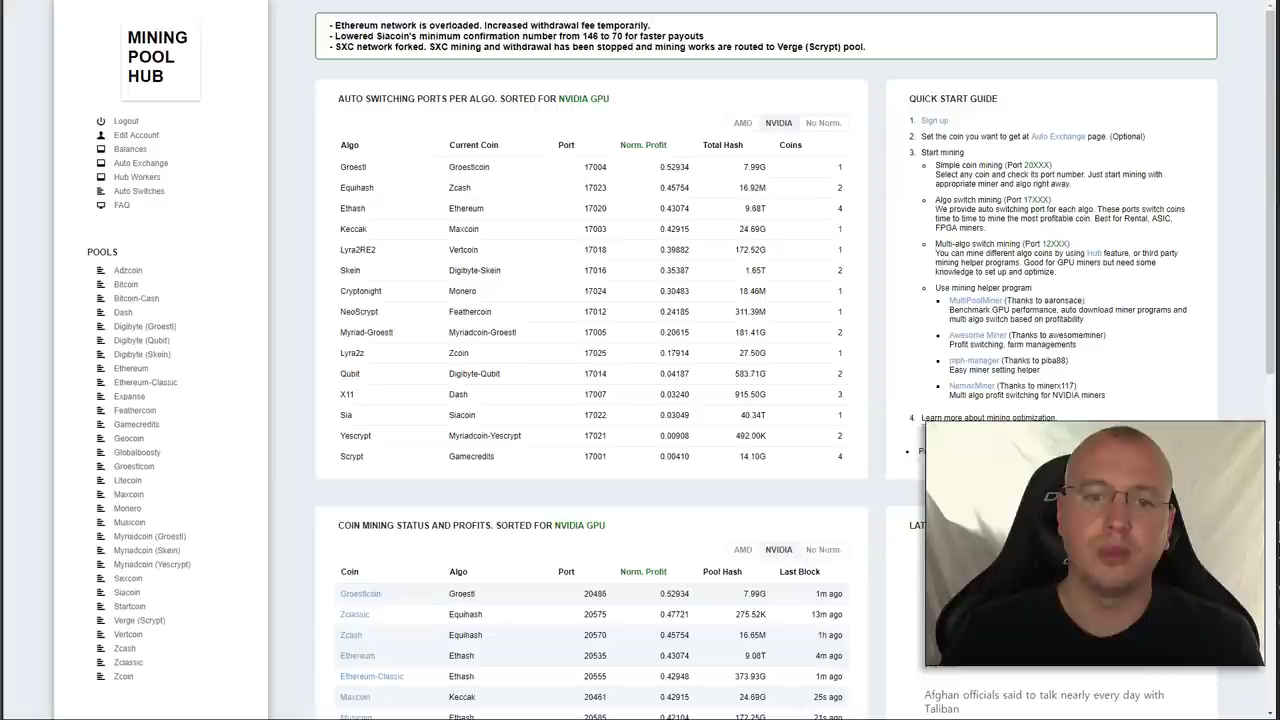 MINING
POOL
HUB
Logout
Edit Account
Balances
Auto Exchange
Hub Workers
Auto Switches
FAQ
POOLS
Adzcoin
Bitcoin
Bitcoin-Cash
Dash
Digibyte (Groestl)
Digibyte (Qubit)
Digibyte (Skein)
Ethereum
Ethereum-Classic
Expanse
Feathercoin
Gamecredits
Geocoin
Globalboosty
Groestlcoin
Litecoin
Maxcoin
Monero
Musicoin
Myriadcoin (Groestl)
Myriadcoin (Skein)
Myriadcoin (Yescrypt)
Sexcoin
Siacoin
Startcoin
Verge (Scrypt)
Vertcoin
Zcash
Zclassic
Zcoin
- Ethereum network is overloaded. Increased withdrawal fee temporarily.
- Lowered Siacoin's minimum confirmation number from 146 to 70 for faster payouts
- SXC network forked. SXC mining and withdrawal has been stopped and mining works are routed to Verge (Scrypt) pool.
AUTO SWITCHING PORTS PER ALGO. SORTED FOR NVIDIA GPU
AMD NVIDIA No Norm.
Algo Current Coin Port Norm. Profit Total Hash Coins
Groestl Groestlcoin 17004 0.52934 7.99G 1
Equihash Zcash 17023 0.45754 16.92M 2
Ethash Ethereum 17020 0.43074 9.68T 4
Keccak Maxcoin 17003 0.42915 24.69G 1
Lyra2RE2 Vertcoin 17018 0.39882 172.52G 1
Skein Digibyte-Skein 17016 0.35387 1.65T 2
Cryptonight Monero 17024 0.30483 18.46M 1
NeoScrypt Feathercoin 17012 0.24185 311.39M 1
Myriad-Groestl Myriadcoin-Groestl 17005 0.20615 181.41G 2
Lyra2z Zcoin 17025 0.17914 27.50G 1
Qubit Digibyte-Qubit 17014 0.04187 583.71G 2
X11 Dash 17007 0.03240 915.50G 3
Sia Siacoin 17022 0.03049 40.34T 1
Yescrypt Myriadcoin-Yescrypt 17021 0.00908 492.00K 2
Scrypt Gamecredits 17001 0.00410 14.10G 4
COIN MINING STATUS AND PROFITS. SORTED FOR NVIDIA GPU
AMD NVIDIA No Norm.
Coin Algo Port Norm. Profit Pool Hash Last Block
Groestlcoin Groestl 20486 0.52934 7.99G 1m ago
Zclassic Equihash 20575 0.47721 275.52K 13m ago
Zcash Equihash 20570 0.45754 16.65M 1h ago
Ethereum Ethash 20535 0.43074 9.08T 4m ago
Ethereum-Classic Ethash 20555 0.42948 373.93G 1m ago
Maxcoin Keccak 20461 0.42915 24.69G 25s ago
Musicoin Ethash 20585 0.42104 172.25G 21s ago
QUICK START GUIDE
1. Sign up
2. Set the coin you want to get at Auto Exchange page. (Optional)
3. Start mining
Simple coin mining (Port 20XXX)
Select any coin and check its port number. Just start mining with
appropriate miner and algo right away.
Algo switch mining (Port 17XXX)
We provide auto switching port for each algo. These ports switch coins
time to time to mine the most profitable coin. Best for Rental, ASIC,
FPGA miners.
Multi-algo switch mining (Port 12XXX)
You can mine different algo coins by using Hub feature, or third party
mining helper programs. Good for GPU miners but need some
knowledge to set up and optimize.
Use mining helper program
MultiPoolMiner (Thanks to aaronsace)
Benchmark GPU performance, auto download miner programs and
multi algo switch based on profitability
Awesome Miner (Thanks to awesomeminer)
Profit switching, farm managements
mph-manager (Thanks to piba88)
Easy miner setting helper
NemosMiner (Thanks to minerx117)
Multi algo profit switching for NVIDIA miners
4. Learn more about mining optimization.
Afghan officials said to talk nearly every day with
Taliban